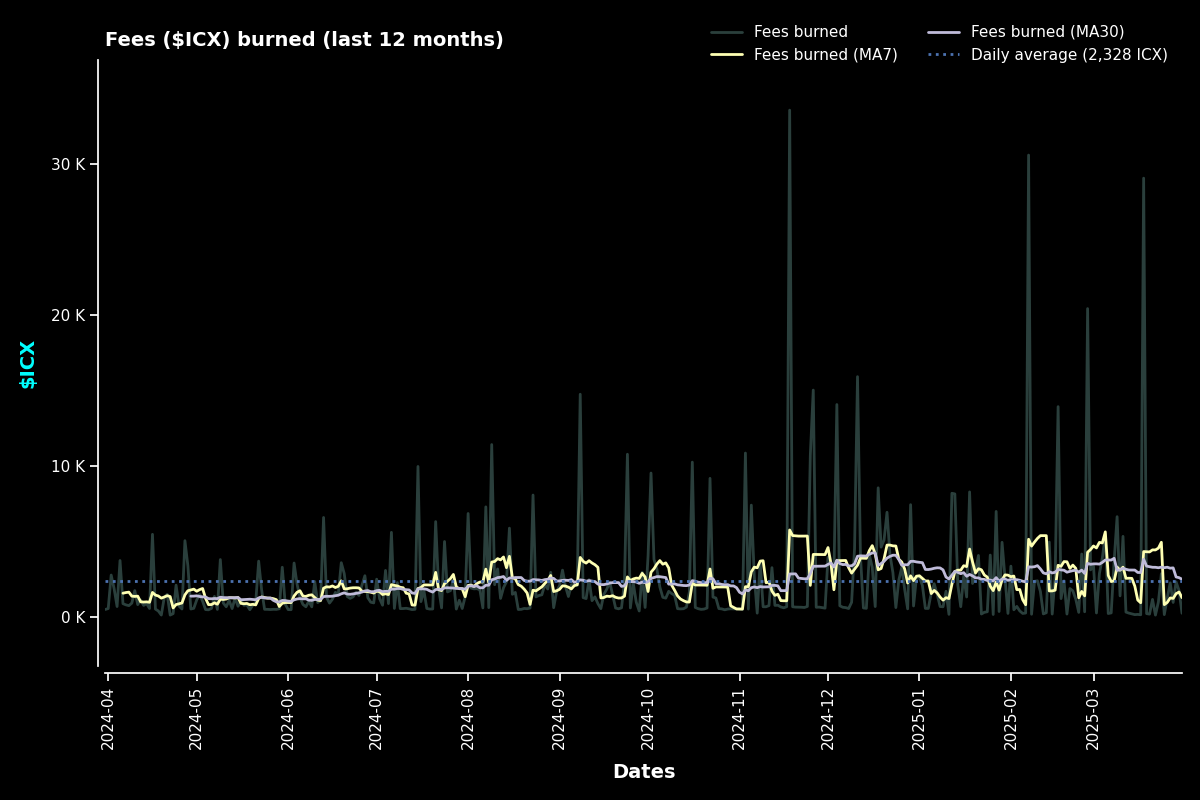 Fees ($ICX) burned (last 12 months)
Fees burned
Fees burned (MA7)
Fees burned (MA30)
Daily average (2,328 ICX)
$ICX
30 K
20 K
10 K
0 K
2024-04
2024-05
2024-06
2024-07
2024-08
2024-09
2024-10
2024-11
2024-12
2025-01
2025-02
2025-03
Dates